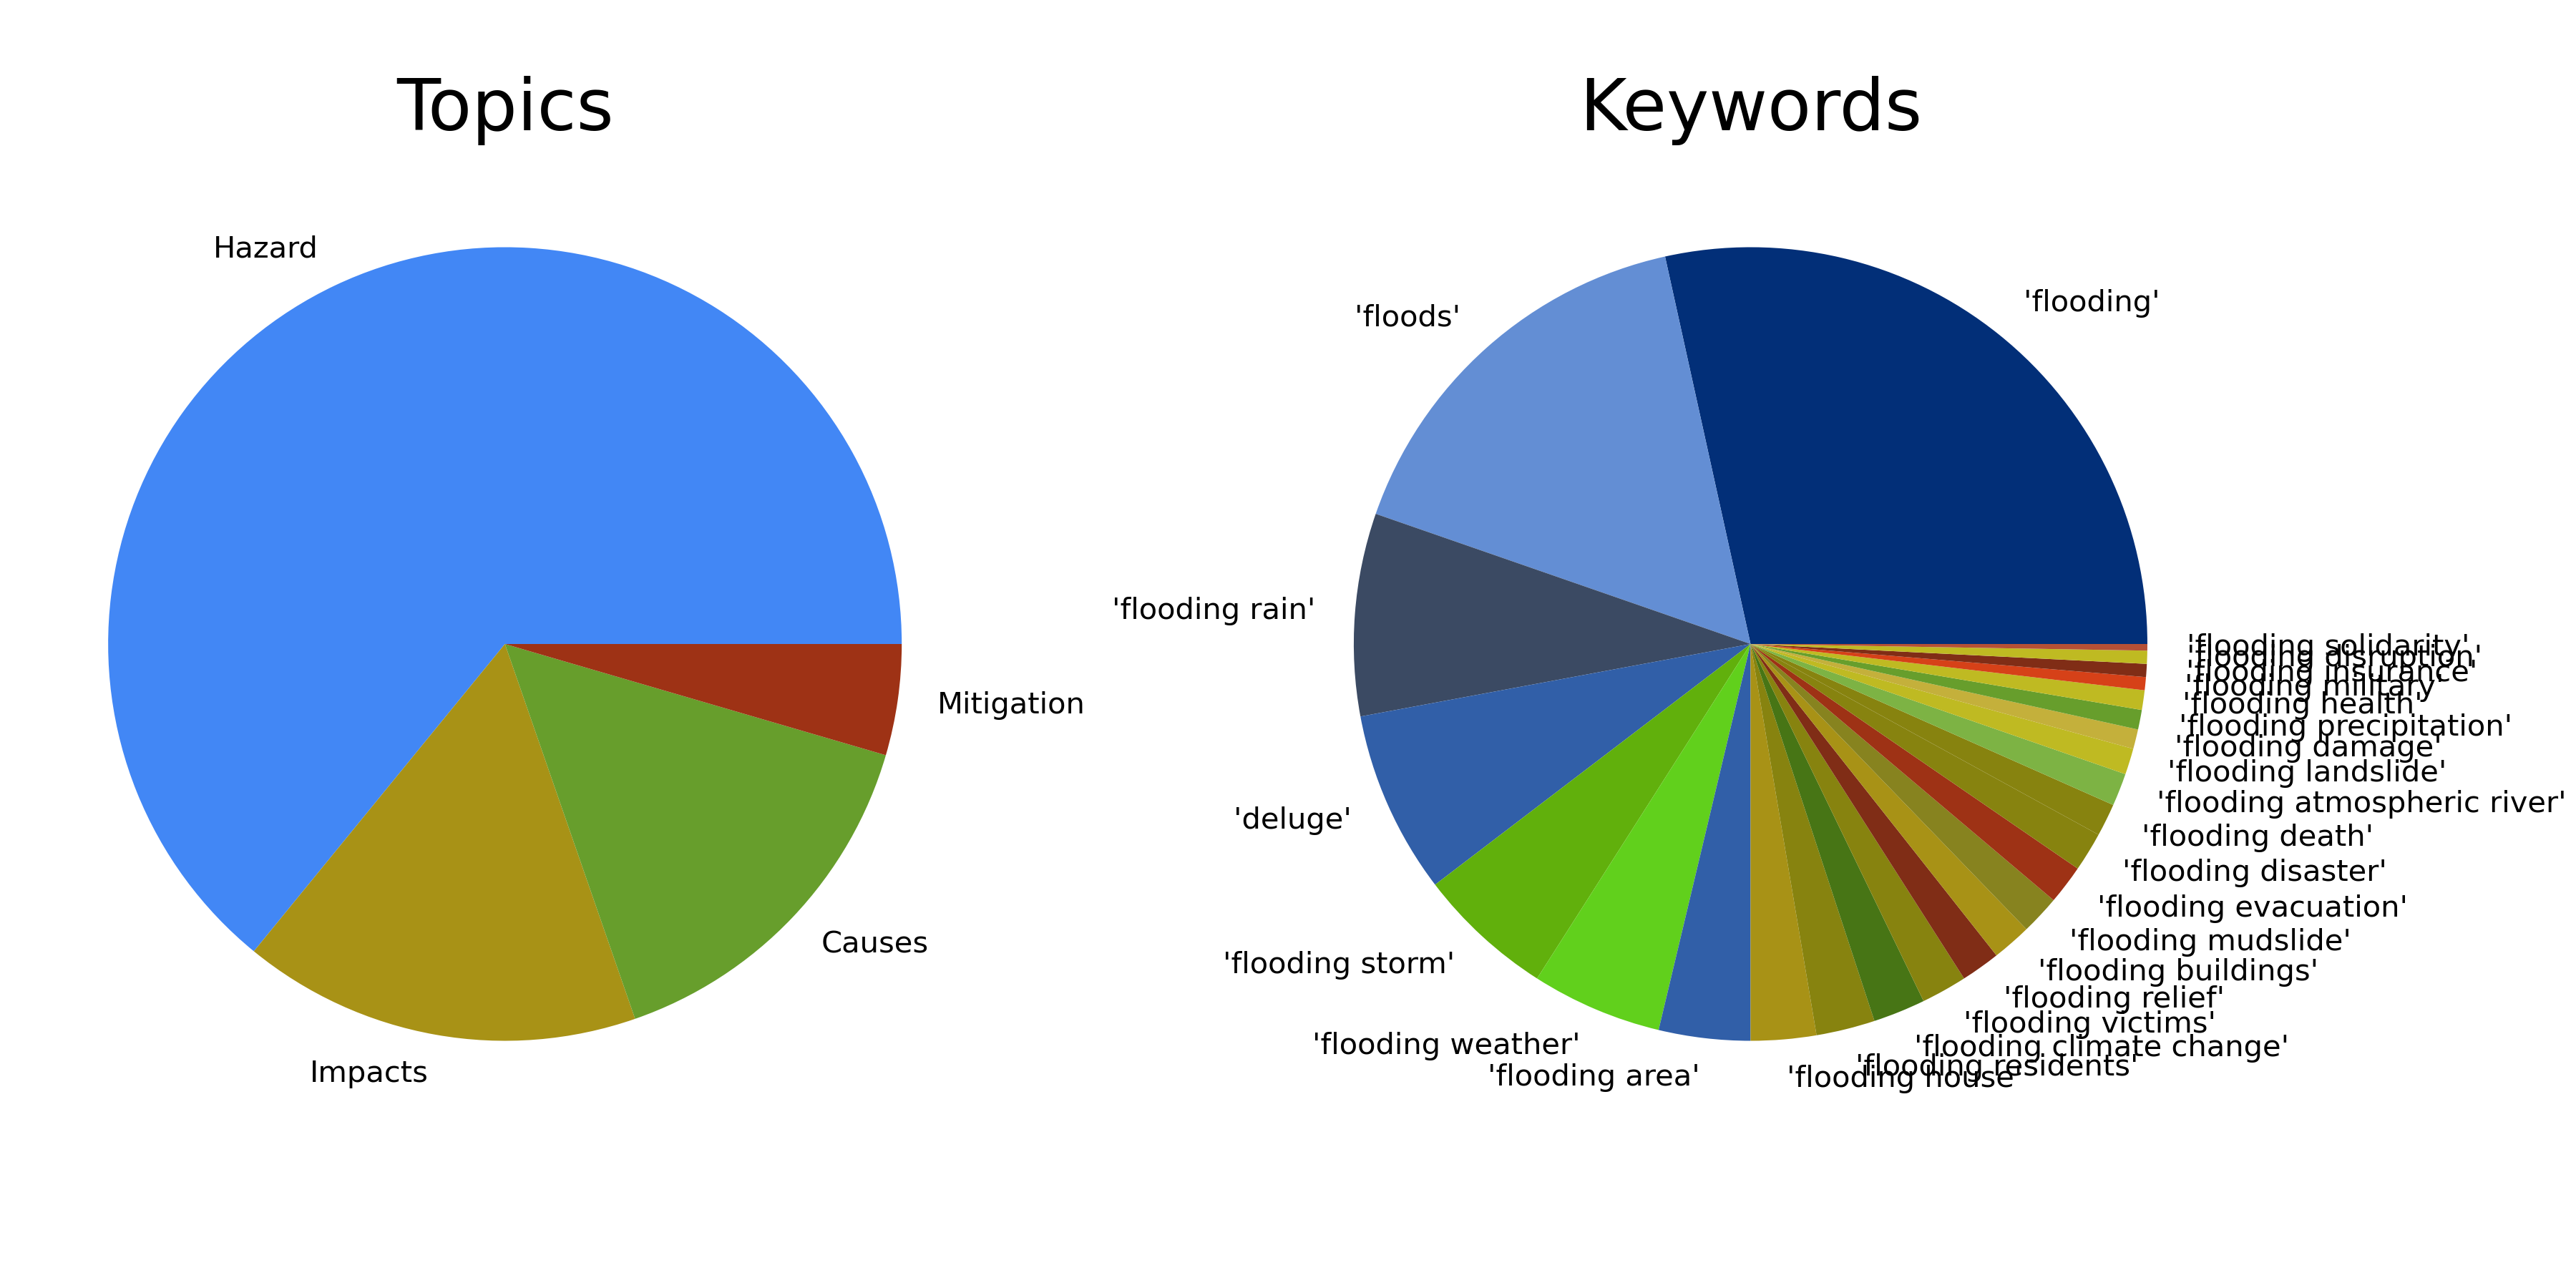 Topics
Keywords
Hazard
Mitigation
Causes
Impacts
'flooding'
'floods'
'flooding rain'
'deluge'
'flooding storm'
'flooding weather'
'flooding area'
'flooding house'
'flooding residents'
'flooding climate change'
'flooding victims'
'flooding relief'
'flooding buildings'
'flooding mudslide'
'flooding evacuation'
'flooding disaster'
'flooding death'
'flooding atmospheric river'
'flooding landslide'
'flooding damage'
'flooding precipitation'
'flooding health'
'flooding military'
'flooding insurance'
'flooding disruption'
'flooding solidarity'